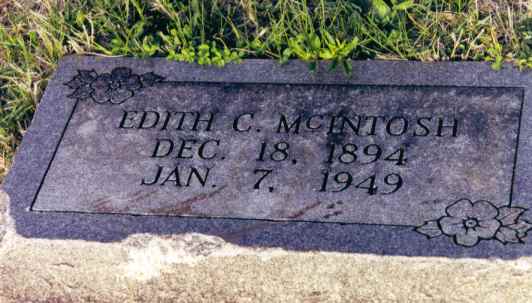 EDITH C. McINTOSH
DEC. 18, 1894
JAN. 7, 1949